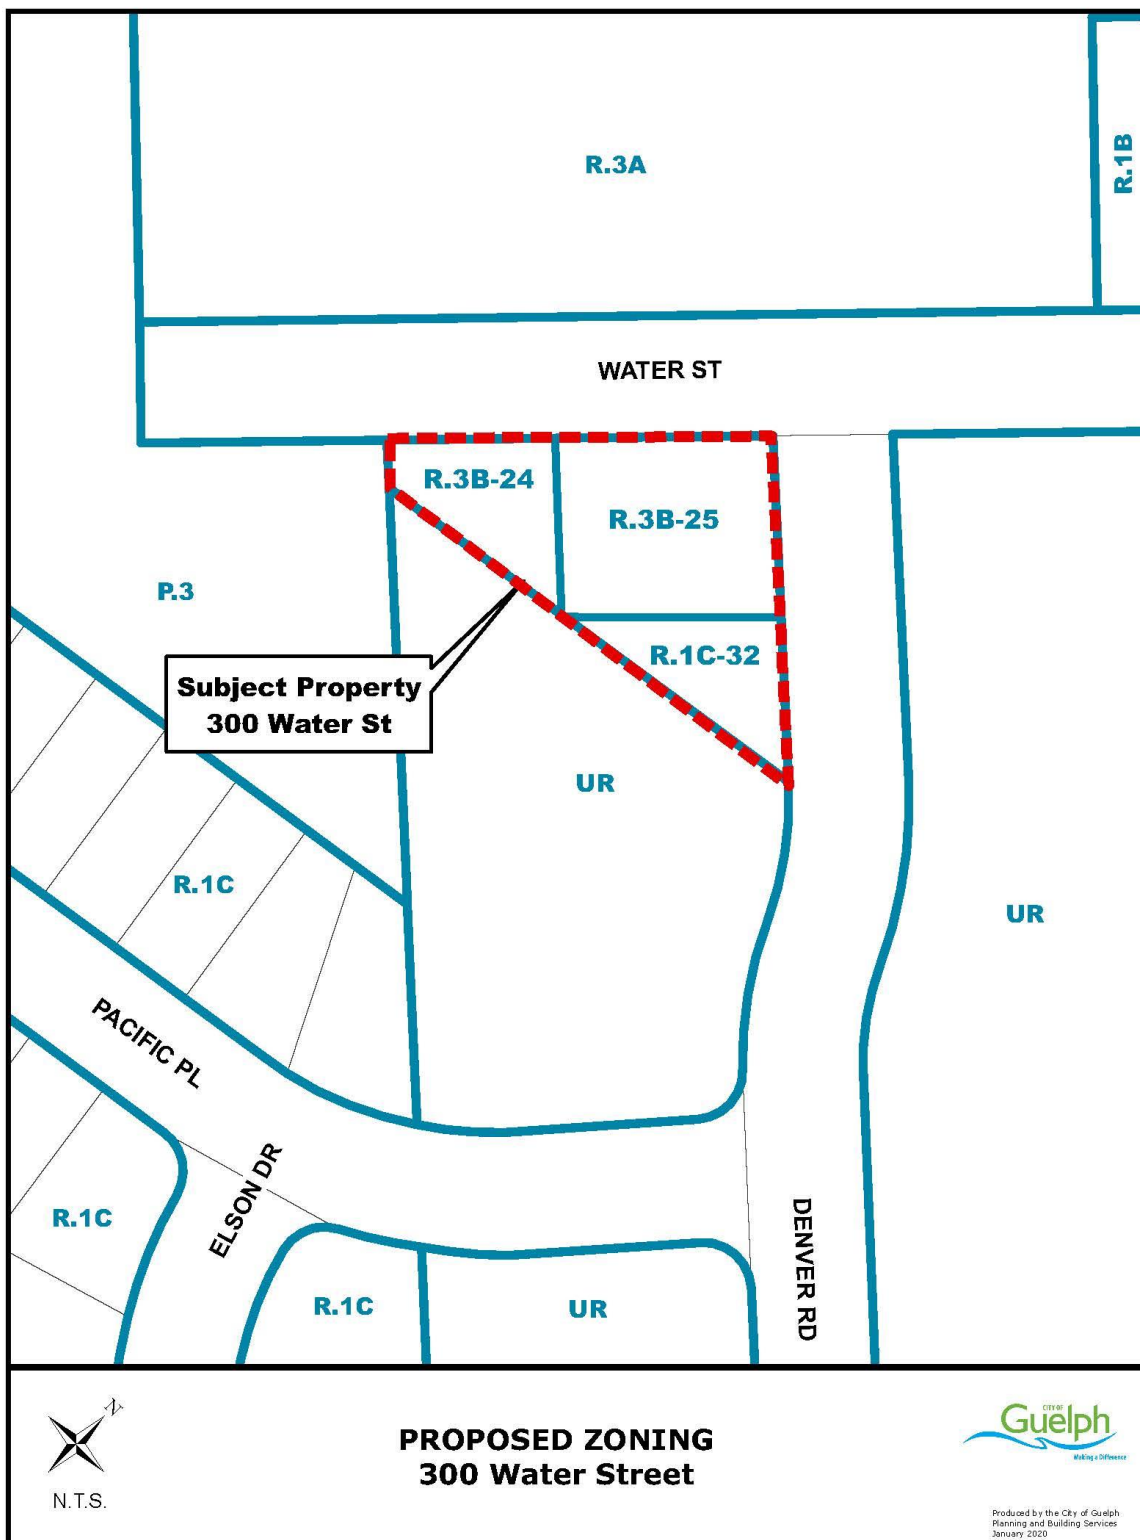 R.3A
R.1B
WATER ST
R.3B-24
R.3B-25
P.3
R.1C-32
Subject Property
300 Water St
UR
R.1C
UR
PACIFIC PL
ELSON DR
R.1C
DENVER RD
R.1C
UR
N
N.T.S.
PROPOSED ZONING
300 Water Street
CITY OF
Guelph
Making a Difference
Produced by the City of Guelph
Planning and Building Services
January 2020